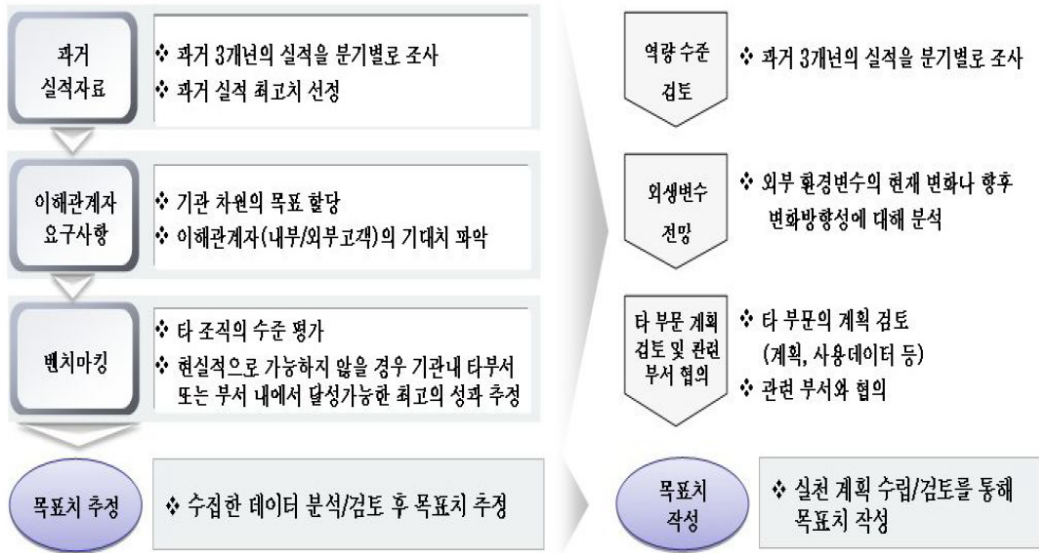 과거
실적자료
❖ 과거 3개년의 실적을 분기별로 조사
❖ 과거 실적 최고치 선정
이해관계자
요구사항
❖ 기관 차원의 목표 할당
❖ 이해관계자(내부/외부고객)의 기대치 파악
벤치마킹
❖ 타 조직의 수준 평가
❖ 현실적으로 가능하지 않을 경우 기관내 타부서
또는 부서 내에서 달성가능한 최고의 성과 추정
목표치 추정
❖ 수집한 데이터 분석/검토 후 목표치 추정
역량 수준
검토
❖ 과거 3개년의 실적을 분기별로 조사
외생변수
전망
❖ 외부 환경변수의 현재 변화나 향후
변화방향성에 대해 분석
타 부문 계획
검토 및 관련
부서 협의
❖ 타 부문의 계획 검토
(계획, 사용데이터 등)
❖ 관련 부서와 협의
목표치
작성
❖ 실천 계획 수립/검토를 통해
목표치 작성